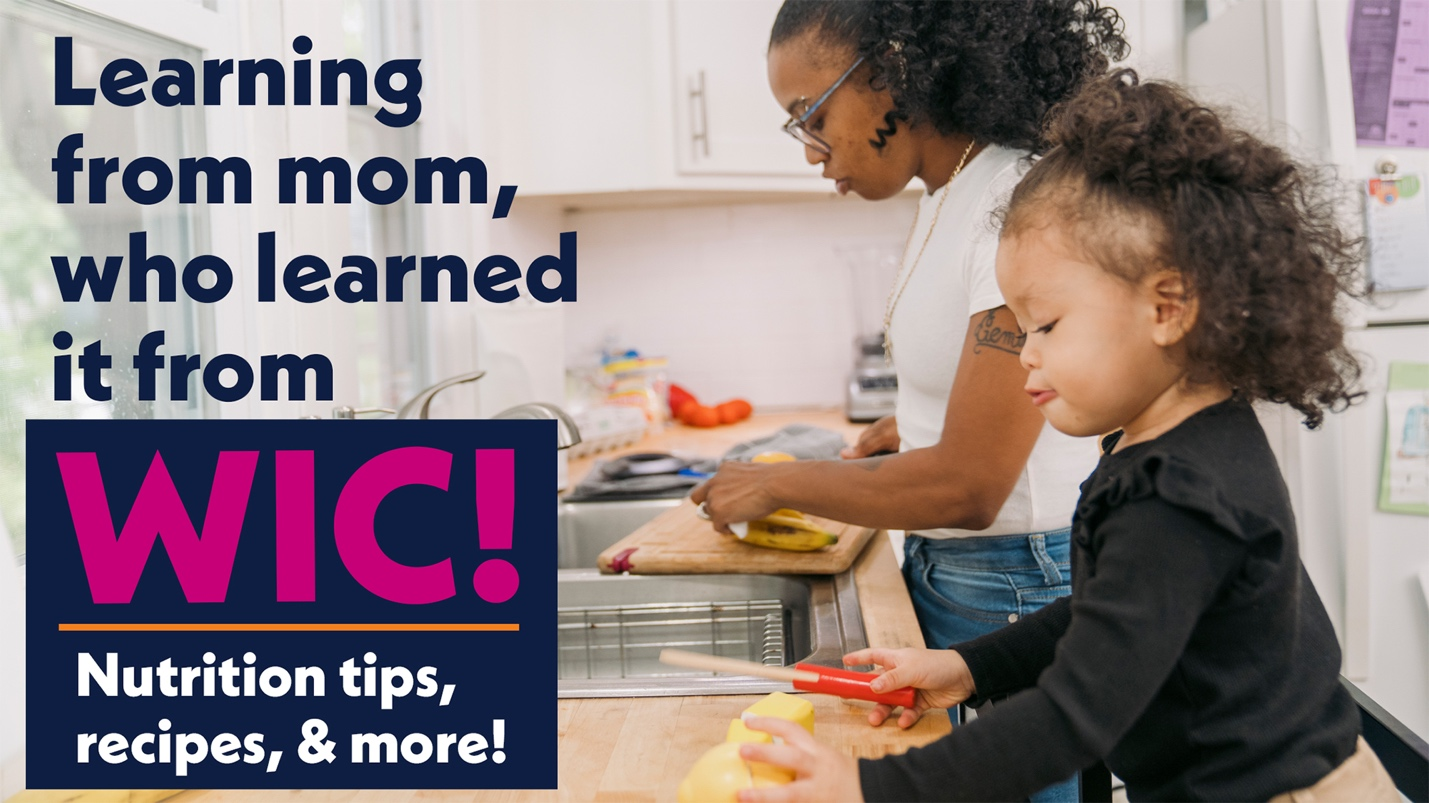 Learning
from mom,
who learned
it from
WIC!
Nutrition tips,
recipes, & more!